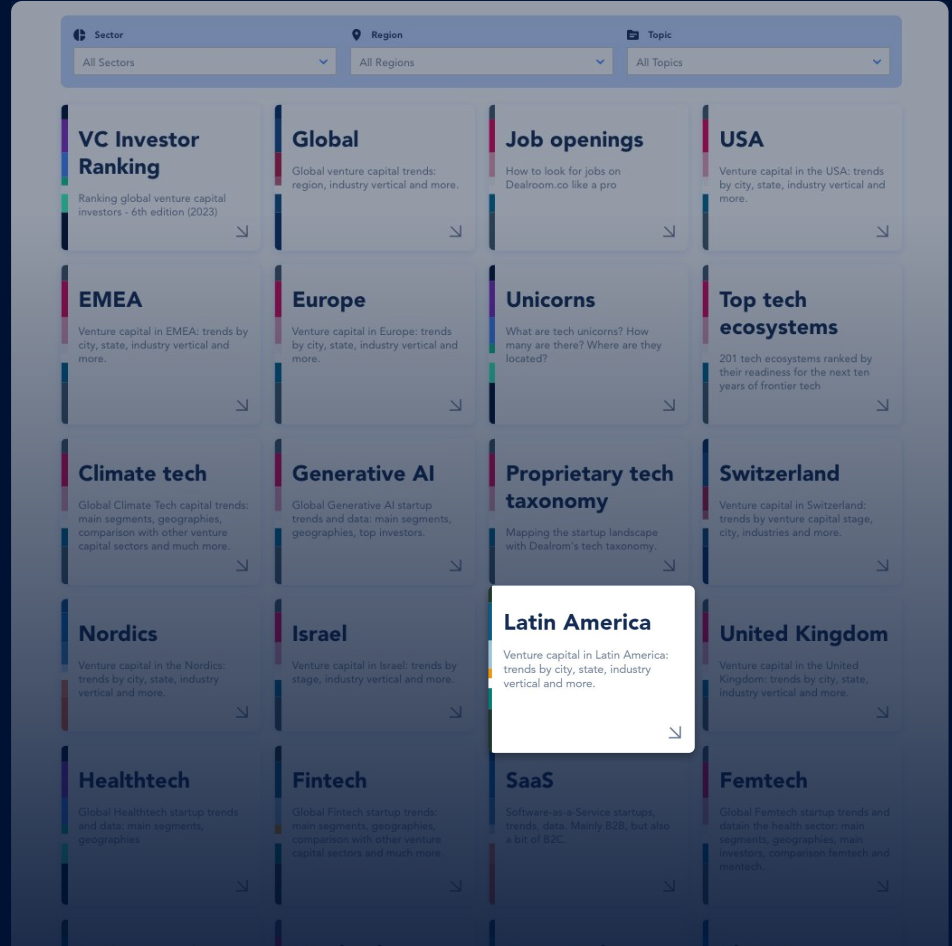 Sector
Region
Topic
All Sectors
All Regions
All Topics
VC Investor
Ranking
Ranking global venture capital
investors - 6th edition (2023)
Global
Global venture capital trends:
region, industry vertical and more.
Job openings
How to look for jobs on
Dealroom.co like a pro
USA
Venture capital in the USA: trends
by city, state, industry vertical and
more.
EMEA
Venture capital in EMEA: trends by
city, state, industry vertical and
more.
Europe
Venture capital in Europe: trends
by city, state, industry vertical and
more.
Unicorns
What are tech unicorns? How
many are there? Where are they
located?
Top tech
ecosystems
201 tech ecosystems ranked by
their readiness for the next ten
years of frontier tech
Climate tech
Global Climate Tech capital trends:
main segments, geographies,
comparison with other venture
capital sectors and much more.
Generative AI
Global Generative AI startup
trends and data: main segments,
geographies, top investors.
Proprietary tech
taxonomy
Mapping the startup landscape
with Dealrom's tech taxonomy.
Switzerland
Venture capital in Switzerland:
trends by venture capital stage,
city, industries and more.
Nordics
Venture capital in the Nordics:
trends by city, state, industry
vertical and more.
Israel
Venture capital in Israel: trends by
stage, industry vertical and more.
Latin America
Venture capital in Latin America:
trends by city, state, industry
vertical and more.
United Kingdom
Venture capital in the United
Kingdom: trends by city, state,
industry vertical and more.
Healthtech
Global Healthtech startup trends
and data: main segments,
geographies
Fintech
Global Fintech startup trends:
main segments, geographies,
comparison with other venture
capital sectors and much more.
SaaS
Software-as-a-Service startups,
trends, data. Mainly B2B, but also
a bit of B2C.
Femtech
Global Femtech startup trends and
datain the health sector: main
segments, geographies, main
investors, comparison femtech and
mentech.